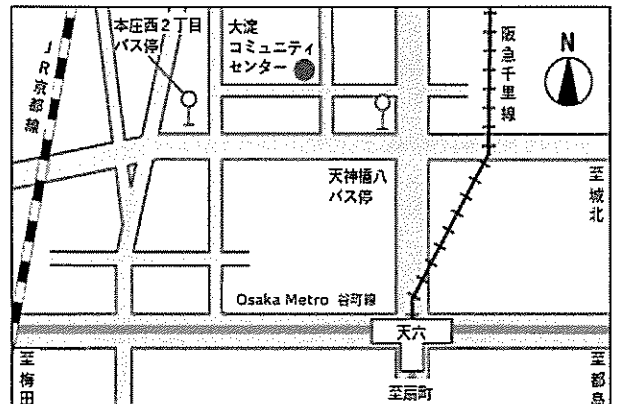 本庄西2丁目
バス停
大淀
コミュニティ
センター
阪急千里線
N
JR京都線
天神橋八
バス停
至城北
Osaka Metro 谷町線
天六
至梅田
至扇町
至都島